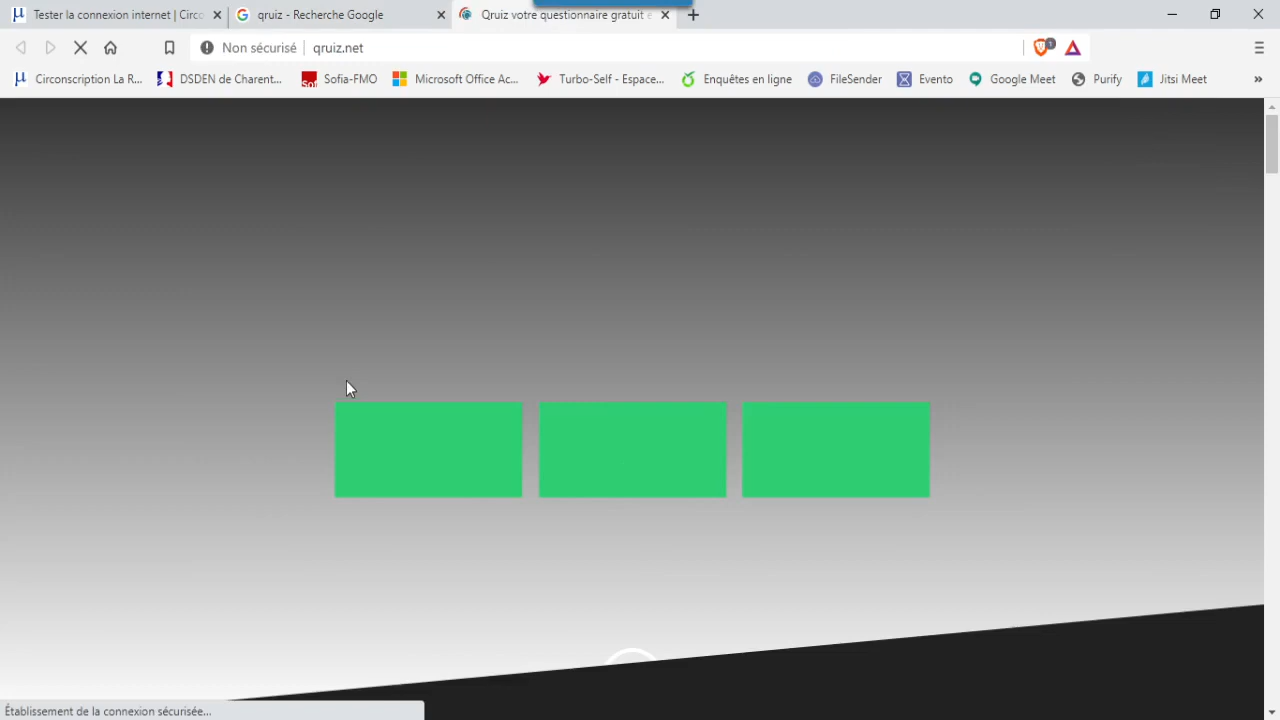 Tester la connexion internet | Circo
qruiz - Recherche Google
Qruiz votre questionnaire gratuit e
Non sécurisé
qruiz.net
1
Circonscription La R...
DSDEN de Charent...
Sofia-FMO
Microsoft Office Ac...
Turbo-Self - Espace...
Enquêtes en ligne
FileSender
Evento
Google Meet
Purify
Jitsi Meet
»
Établissement de la connexion sécurisée...